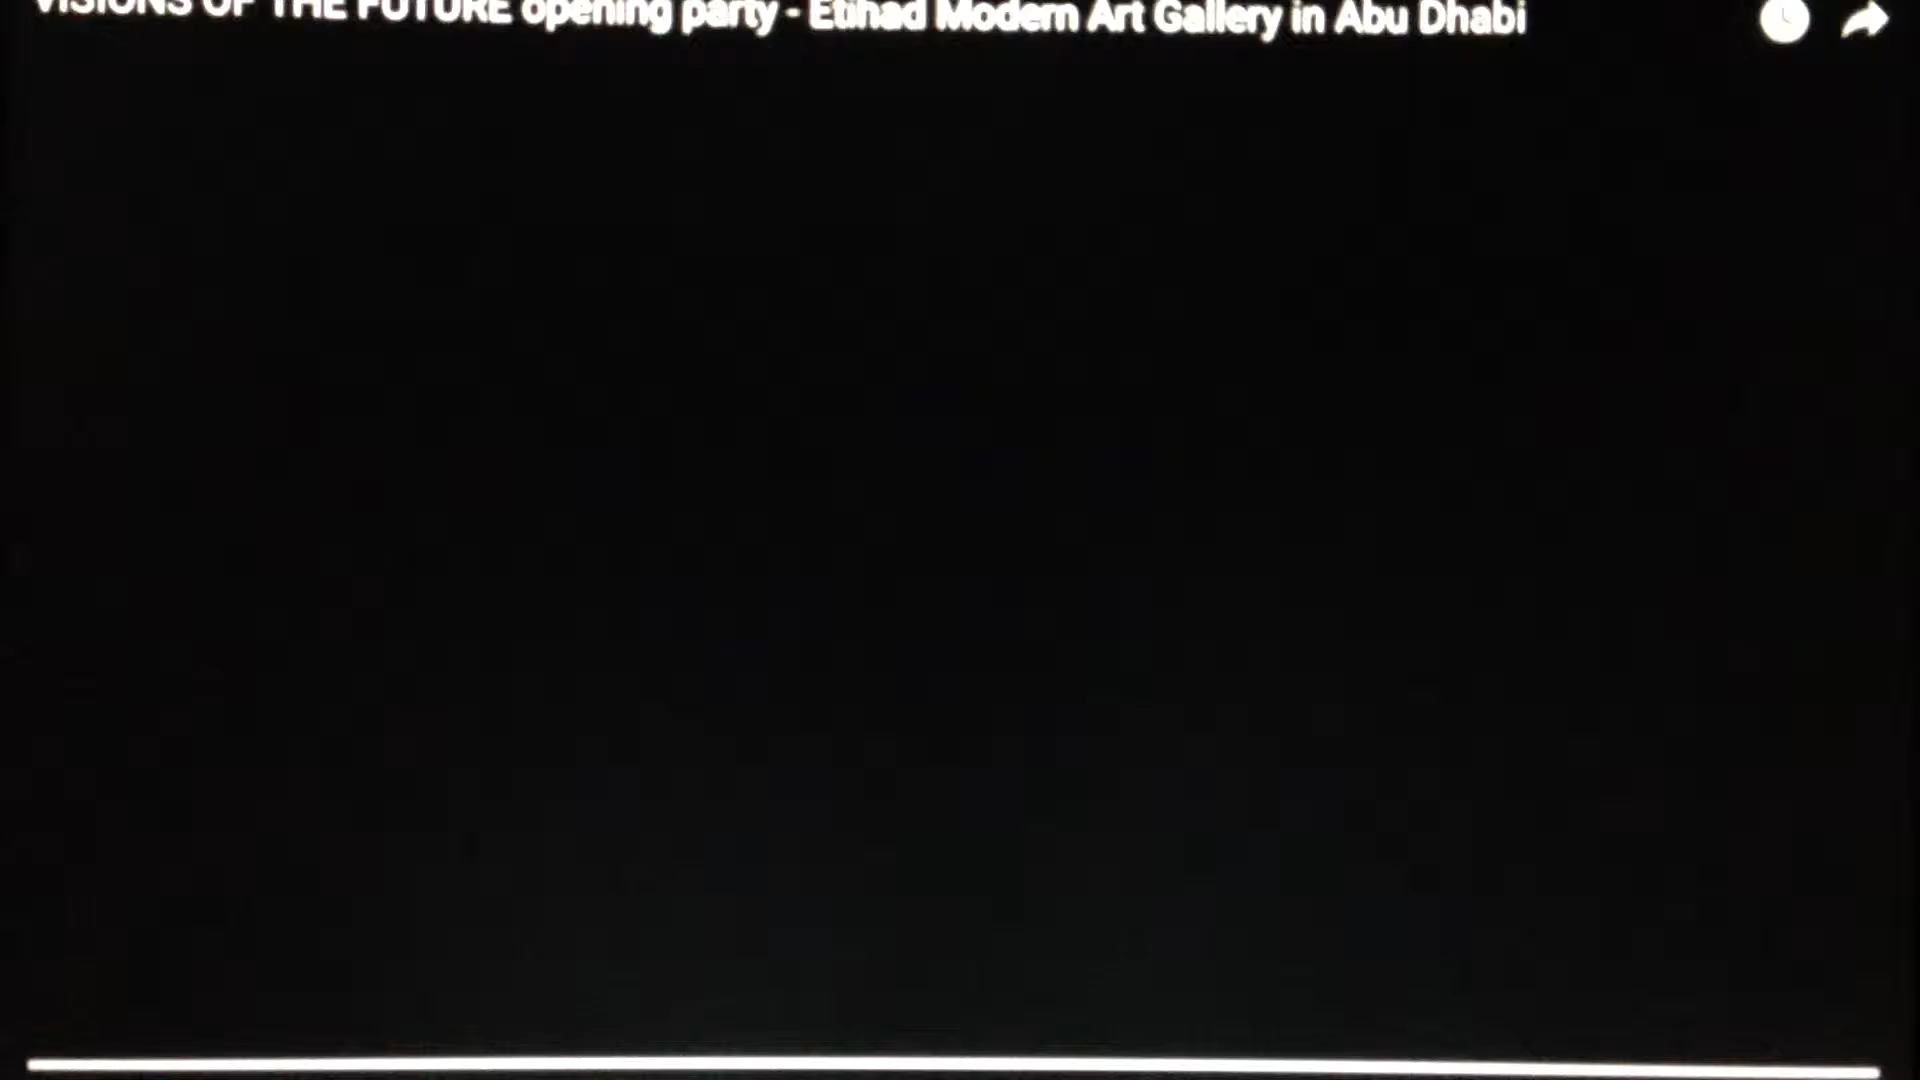 VISIONS OF THE FUTURE opening party - Etihad Modern Art Gallery in Abu Dhabi